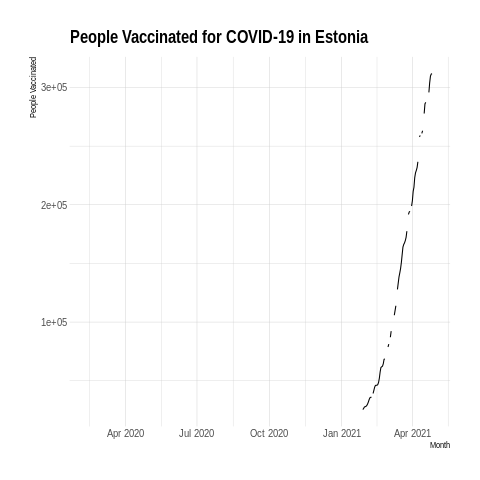 People Vaccinated for COVID-19 in Estonia
People Vaccinated
3e+05
2e+05
1e+05
Apr 2020 Jul 2020 Oct 2020 Jan 2021 Apr 2021
Month